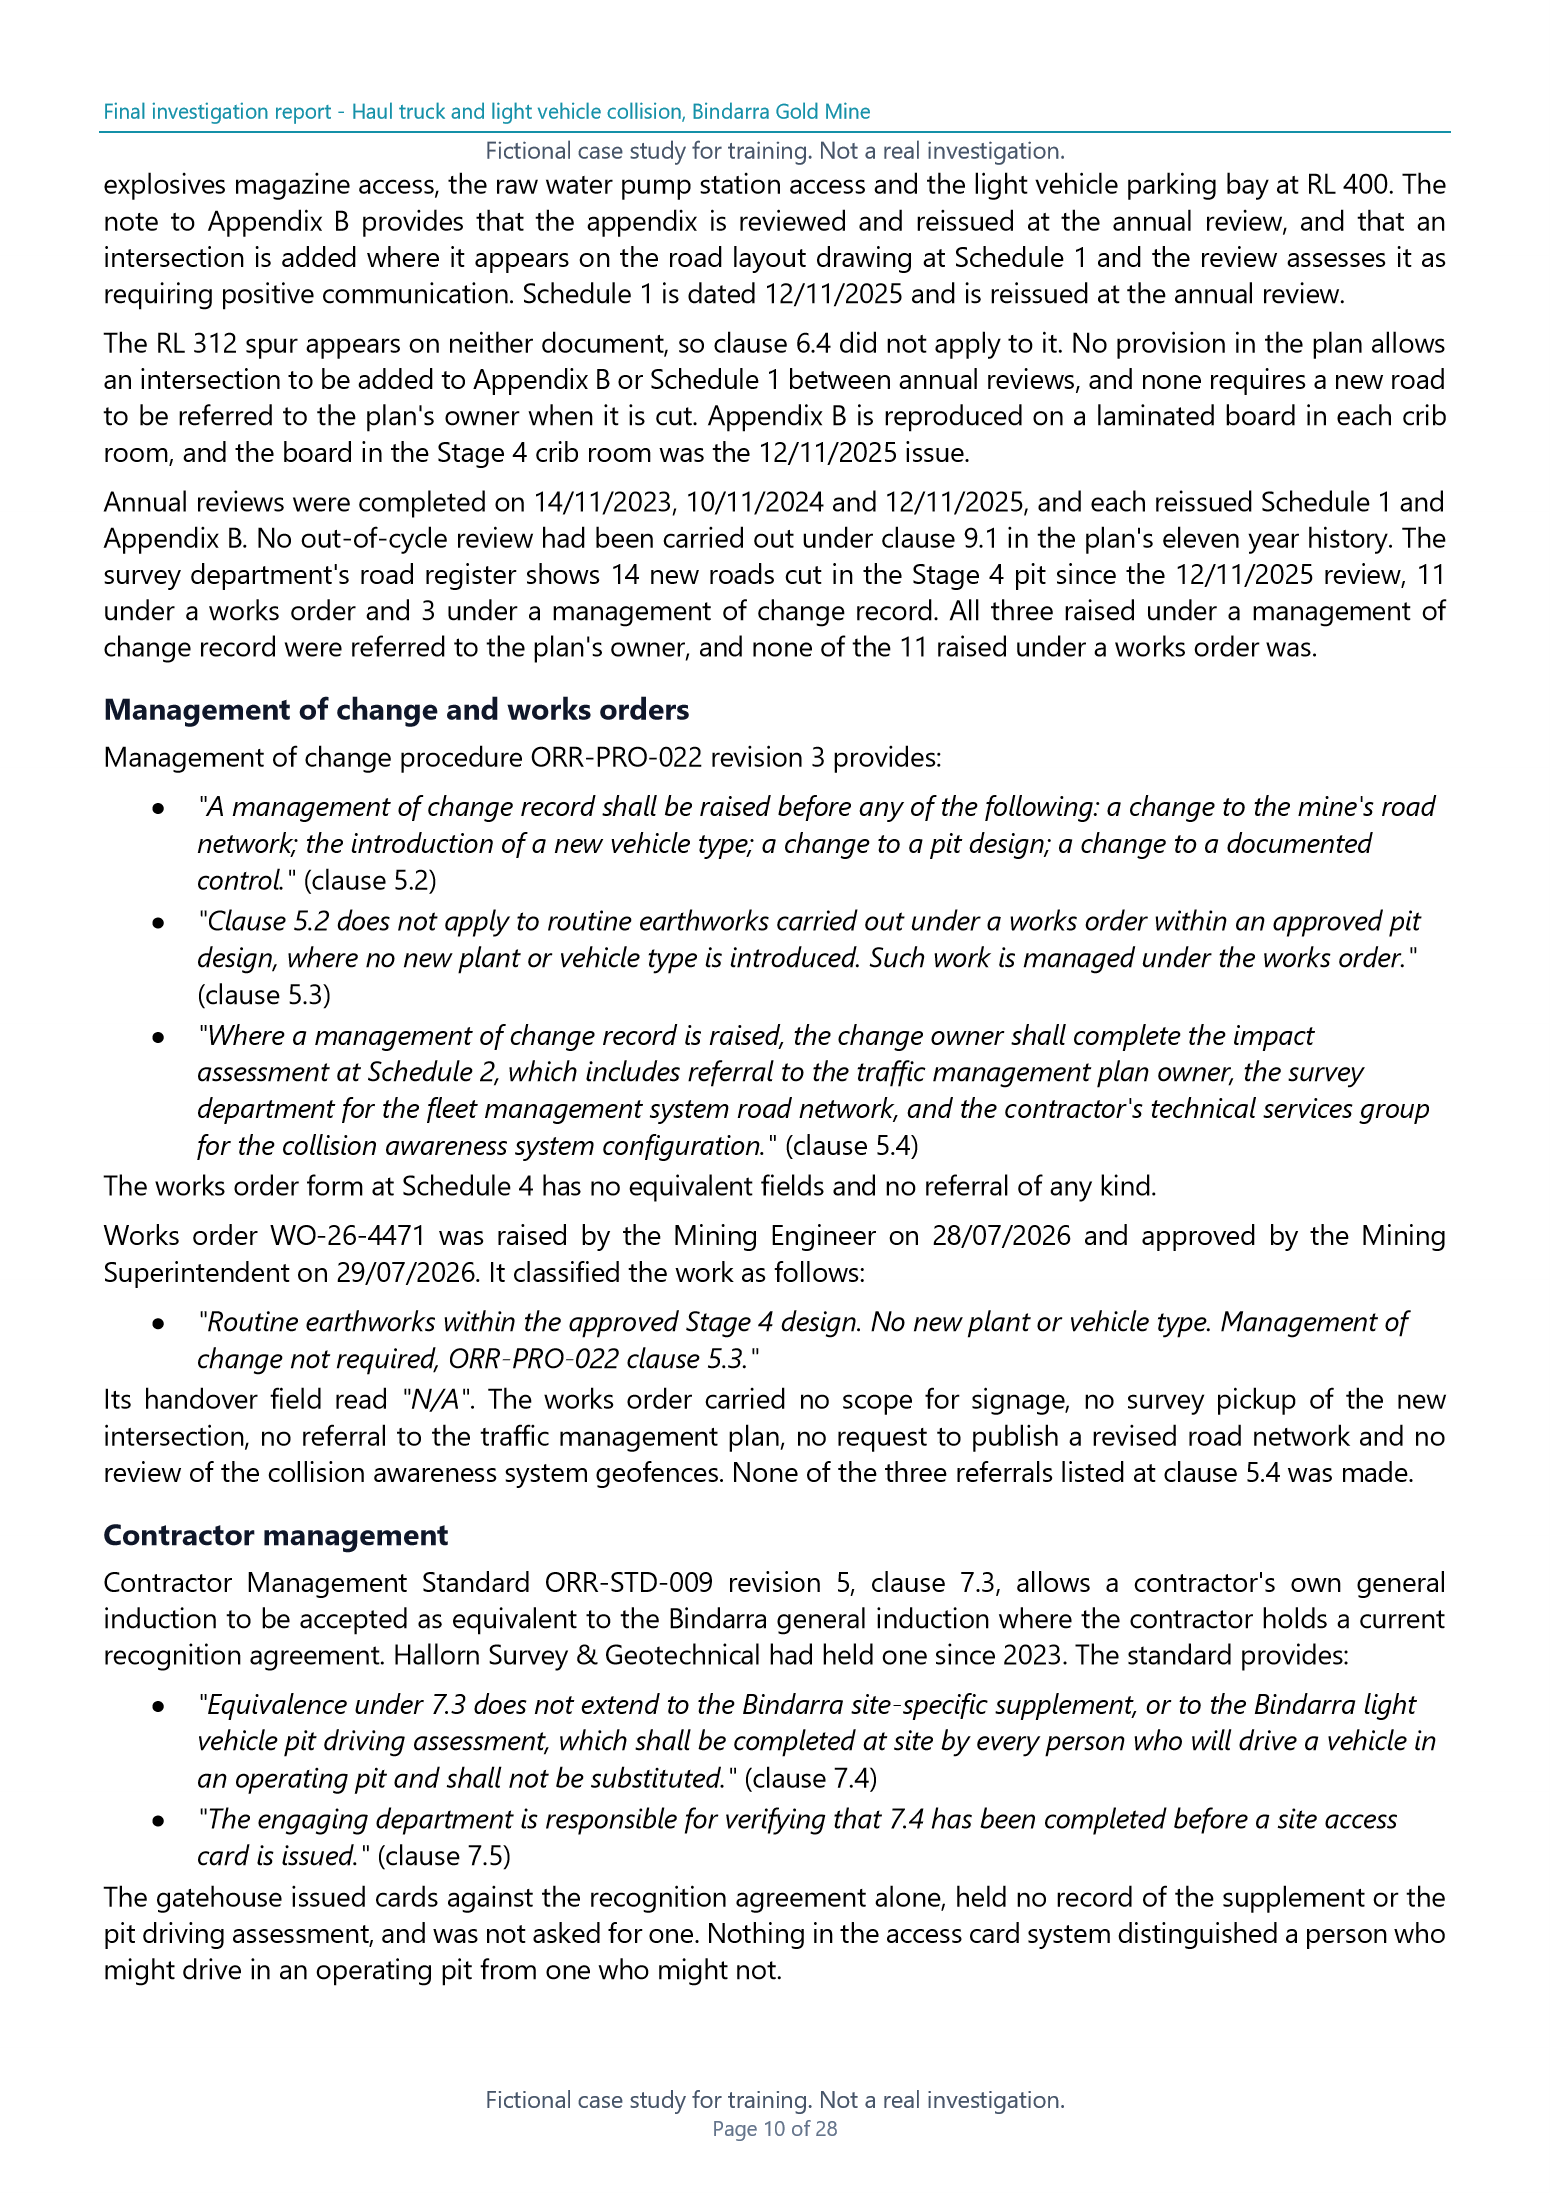 Final investigation report - Haul truck and light vehicle collision, Bindarra Gold Mine
Fictional case study for training. Not a real investigation.
explosives magazine access, the raw water pump station access and the light vehicle parking bay at RL 400. The
note to Appendix B provides that the appendix is reviewed and reissued at the annual review, and that an
intersection is added where it appears on the road layout drawing at Schedule 1 and the review assesses it as
requiring positive communication. Schedule 1 is dated 12/11/2025 and is reissued at the annual review.
The RL 312 spur appears on neither document, so clause 6.4 did not apply to it. No provision in the plan allows
an intersection to be added to Appendix B or Schedule 1 between annual reviews, and none requires a new road
to be referred to the plan's owner when it is cut. Appendix B is reproduced on a laminated board in each crib
room, and the board in the Stage 4 crib room was the 12/11/2025 issue.
Annual reviews were completed on 14/11/2023, 10/11/2024 and 12/11/2025, and each reissued Schedule 1 and
Appendix B. No out-of-cycle review had been carried out under clause 9.1 in the plan's eleven year history. The
survey department's road register shows 14 new roads cut in the Stage 4 pit since the 12/11/2025 review, 11
under a works order and 3 under a management of change record. All three raised under a management of
change record were referred to the plan's owner, and none of the 11 raised under a works order was.
Management of change and works orders
Management of change procedure ORR-PRO-022 revision 3 provides:
● "A management of change record shall be raised before any of the following: a change to the mine's road
network; the introduction of a new vehicle type; a change to a pit design; a change to a documented
control." (clause 5.2)
● "Clause 5.2 does not apply to routine earthworks carried out under a works order within an approved pit
design, where no new plant or vehicle type is introduced. Such work is managed under the works order."
(clause 5.3)
● "Where a management of change record is raised, the change owner shall complete the impact
assessment at Schedule 2, which includes referral to the traffic management plan owner, the survey
department for the fleet management system road network, and the contractor's technical services group
for the collision awareness system configuration." (clause 5.4)
The works order form at Schedule 4 has no equivalent fields and no referral of any kind.
Works order WO-26-4471 was raised by the Mining Engineer on 28/07/2026 and approved by the Mining
Superintendent on 29/07/2026. It classified the work as follows:
● "Routine earthworks within the approved Stage 4 design. No new plant or vehicle type. Management of
change not required, ORR-PRO-022 clause 5.3."
Its handover field read "N/A". The works order carried no scope for signage, no survey pickup of the new
intersection, no referral to the traffic management plan, no request to publish a revised road network and no
review of the collision awareness system geofences. None of the three referrals listed at clause 5.4 was made.
Contractor management
Contractor Management Standard ORR-STD-009 revision 5, clause 7.3, allows a contractor's own general
induction to be accepted as equivalent to the Bindarra general induction where the contractor holds a current
recognition agreement. Hallorn Survey & Geotechnical had held one since 2023. The standard provides:
● "Equivalence under 7.3 does not extend to the Bindarra site-specific supplement, or to the Bindarra light
vehicle pit driving assessment, which shall be completed at site by every person who will drive a vehicle in
an operating pit and shall not be substituted." (clause 7.4)
● "The engaging department is responsible for verifying that 7.4 has been completed before a site access
card is issued." (clause 7.5)
The gatehouse issued cards against the recognition agreement alone, held no record of the supplement or the
pit driving assessment, and was not asked for one. Nothing in the access card system distinguished a person who
might drive in an operating pit from one who might not.
Fictional case study for training. Not a real investigation.
Page 10 of 28